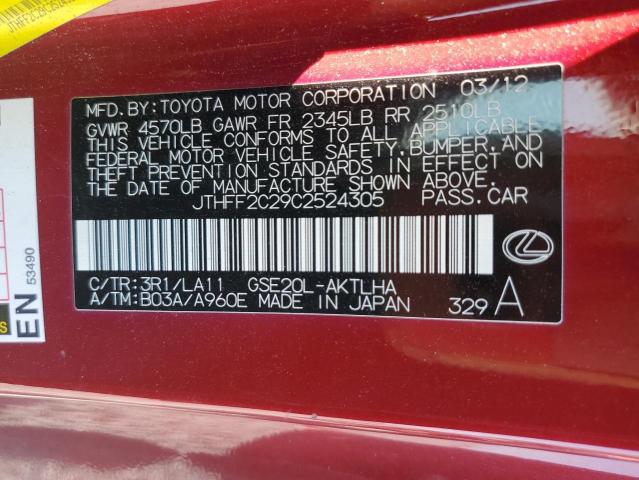 MFD. BY: TOYOTA MOTOR CORPORATION 03/12
GVWR 4570LB GAWR FR 2345LB RR 2510LB
THIS VEHICLE CONFORMS TO ALL APPLICABLE
FEDERAL MOTOR VEHICLE SAFETY, BUMPER, AND
THEFT PREVENTION STANDARDS IN EFFECT ON
THE DATE OF MANUFACTURE SHOWN ABOVE.
JTHFF2C29C2524305 PASS. CAR
C/TR: 3R1/LA11 GSE20L-AKTLHA
A/TM: B03A/A960E MADE IN JAPAN 329 A
EN
53490